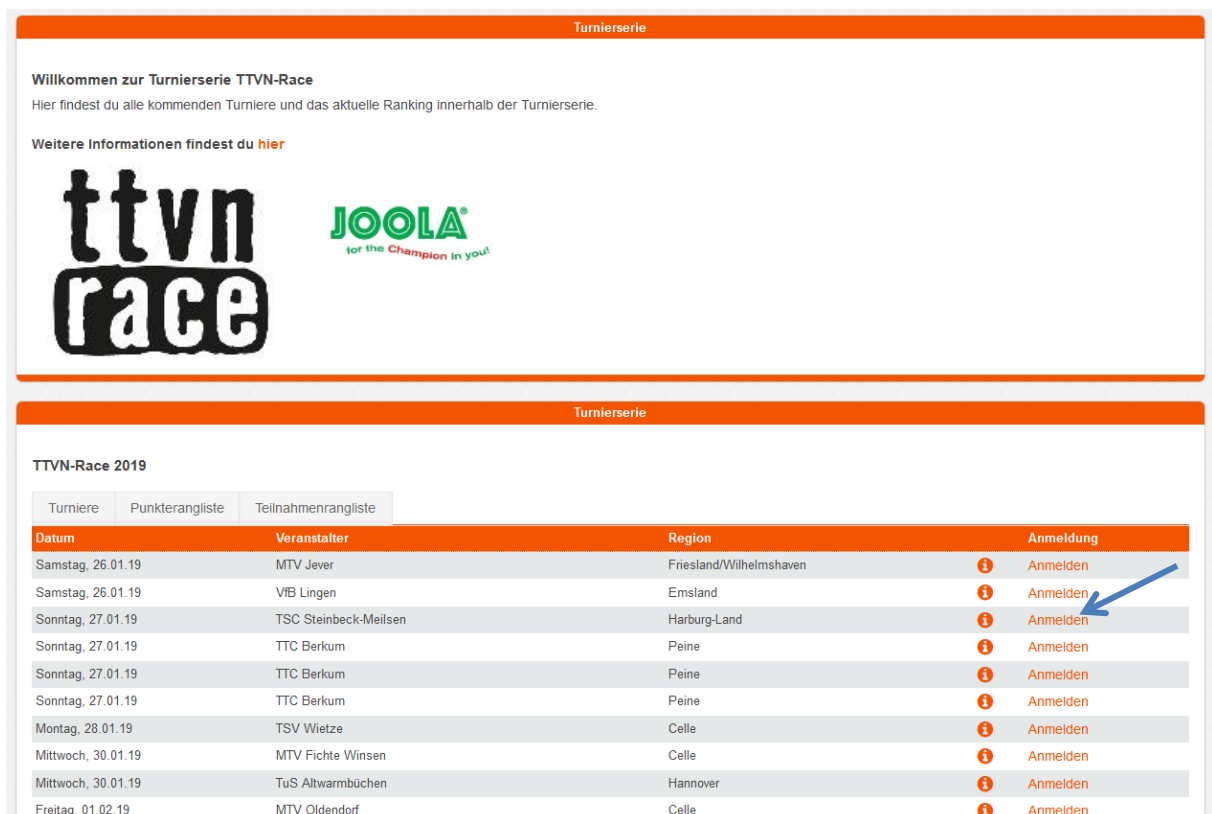 Turnierserie
Willkommen zur Turnierserie TTVN-Race
Hier findest du alle kommenden Turniere und das aktuelle Ranking innerhalb der Turnierserie.
Weitere Informationen findest du hier
ttvn
race
JOOLA®
for the Champion in you!
Turnierserie
TTVN-Race 2019
Turniere Punkterangliste Teilnahmenrangliste
Datum Veranstalter Region Anmeldung
Samstag, 26.01.19 MTV Jever Friesland/Wilhelmshaven i Anmelden
Samstag, 26.01.19 VfB Lingen Emsland i Anmelden
Sonntag, 27.01.19 TSC Steinbeck-Meilsen Harburg-Land i Anmelden
Sonntag, 27.01.19 TTC Berkum Peine i Anmelden
Sonntag, 27.01.19 TTC Berkum Peine i Anmelden
Sonntag, 27.01.19 TTC Berkum Peine i Anmelden
Montag, 28.01.19 TSV Wietze Celle i Anmelden
Mittwoch, 30.01.19 MTV Fichte Winsen Celle i Anmelden
Mittwoch, 30.01.19 TuS Altwarmbüchen Hannover i Anmelden
Freitag, 01.02.19 MTV Oldendorf Celle i Anmelden